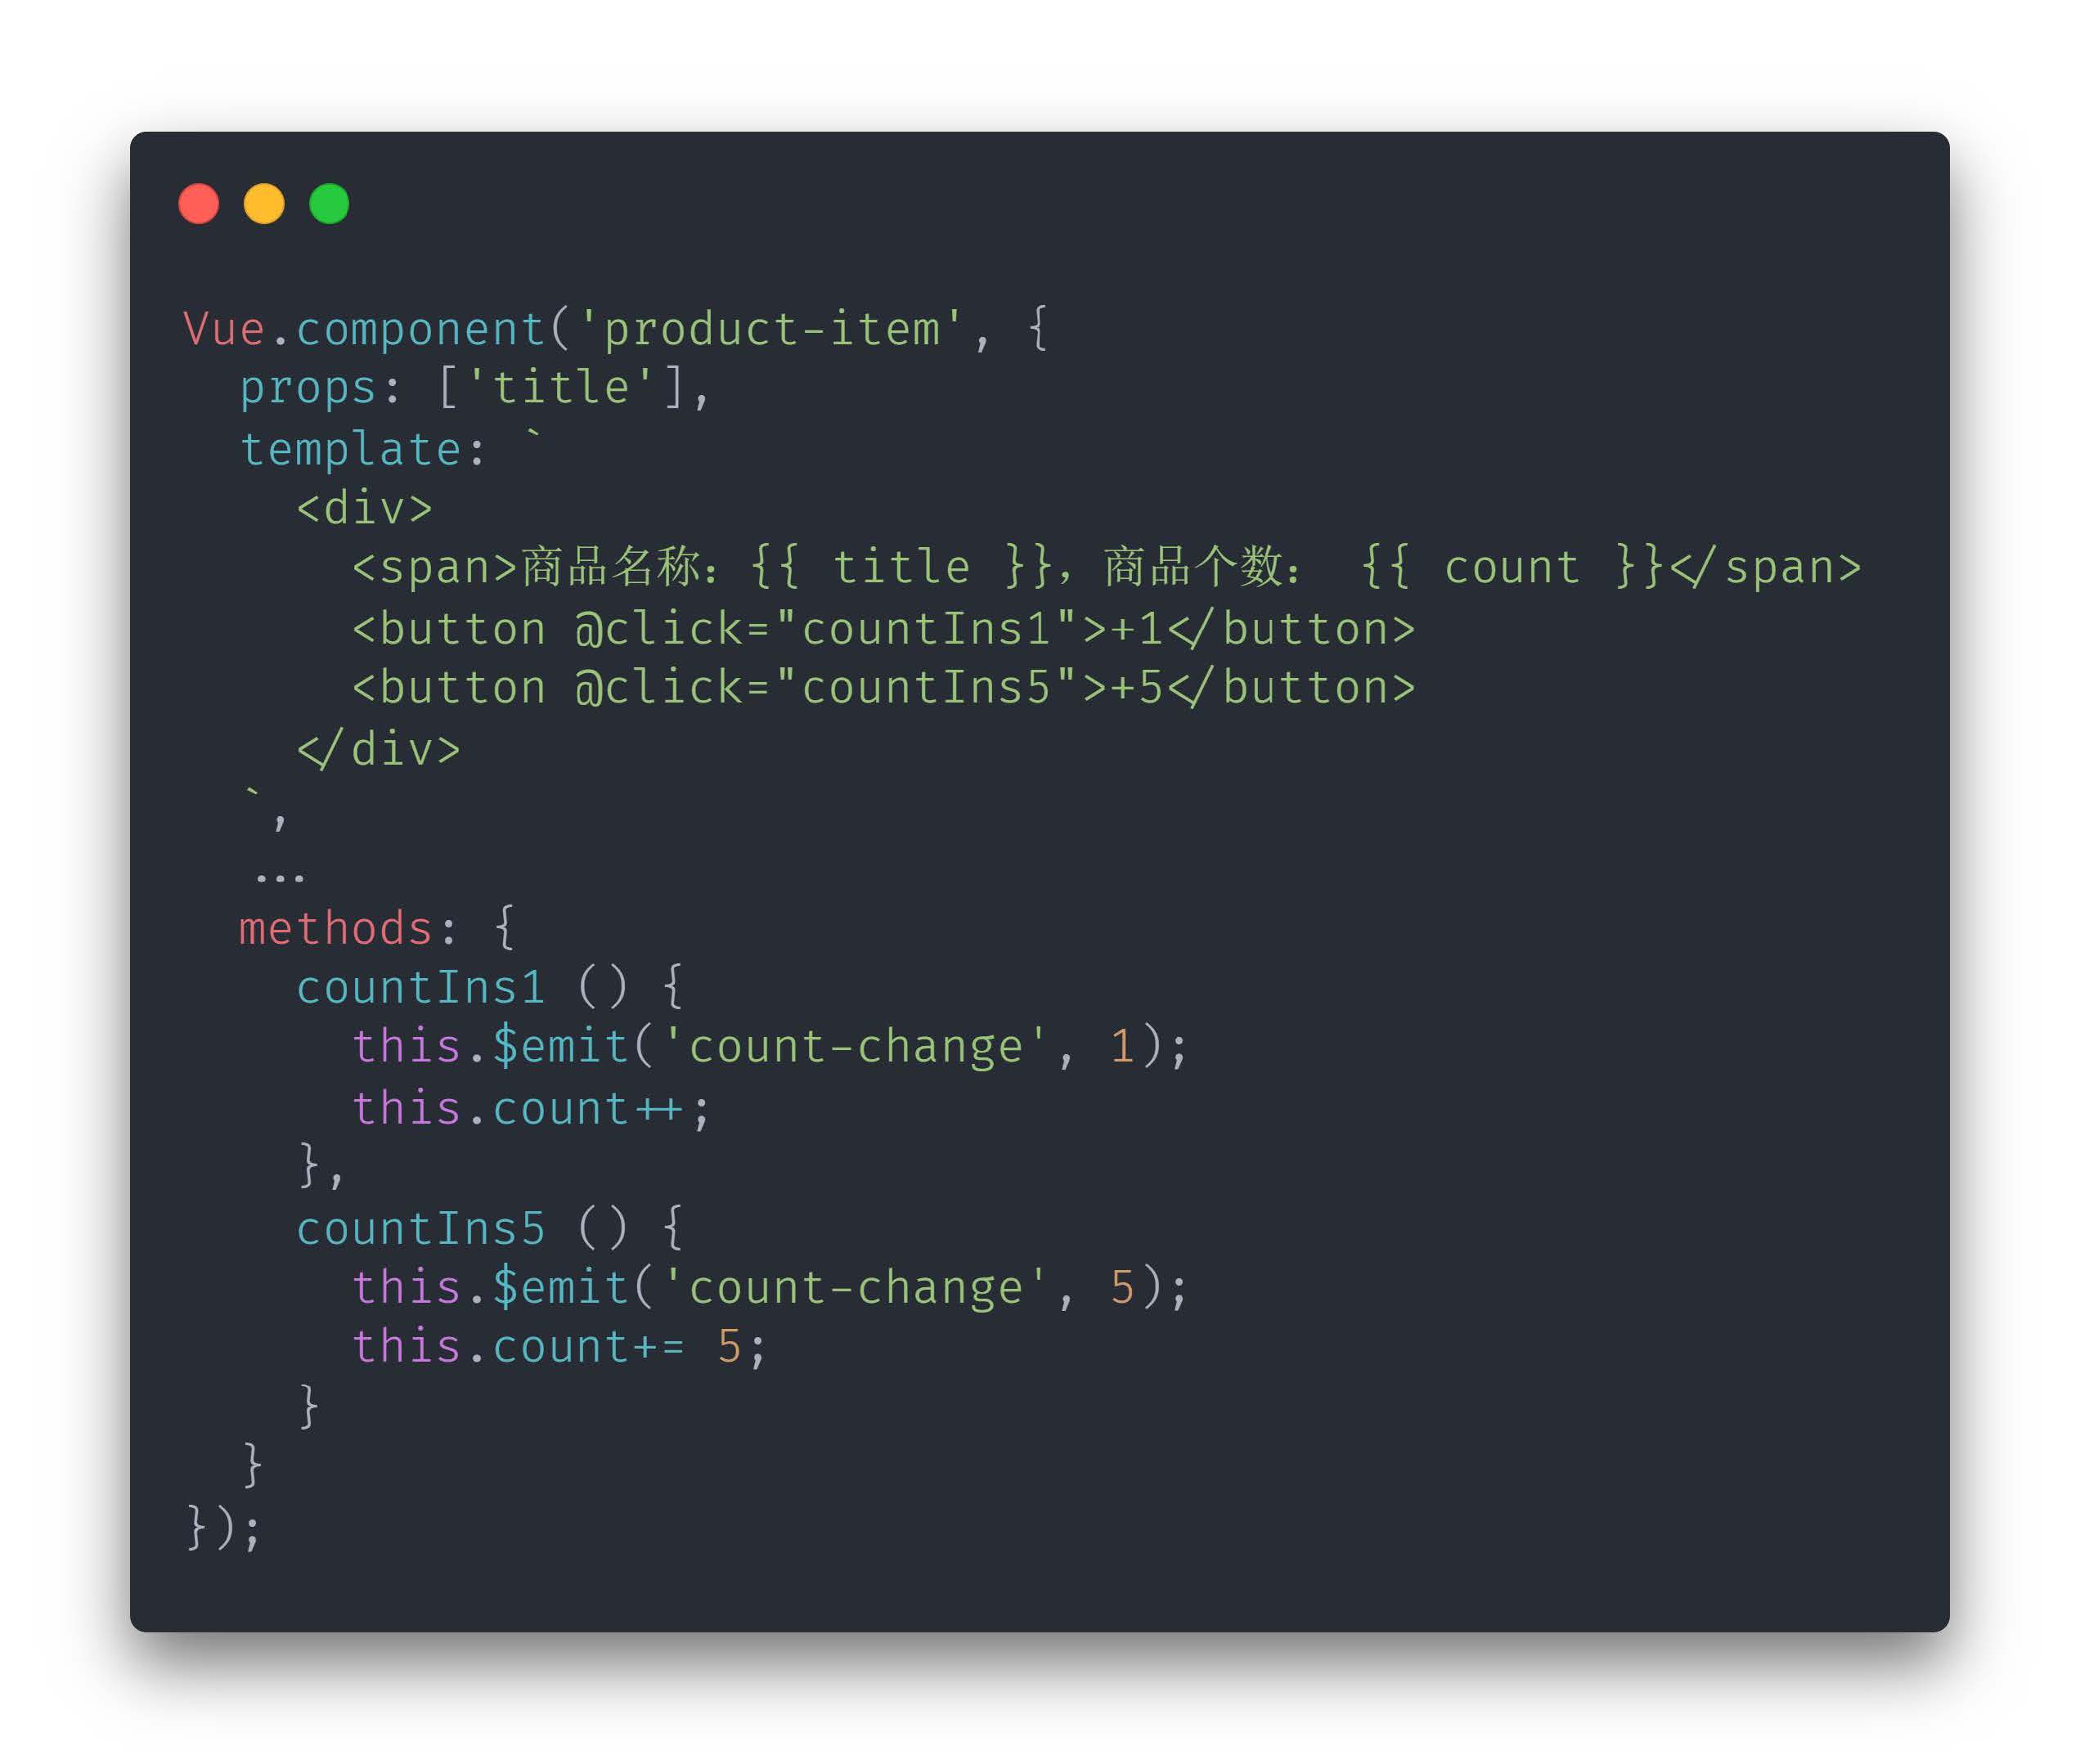 Vue.component('product-item', {
  props: ['title'],
  template: `
    <div>
      <span>商品名称：{{ title }}，商品个数： {{ count }}</span>
      <button @click="countIns1">+1</button>
      <button @click="countIns5">+5</button>
    </div>
  `,
  ...
  methods: {
    countIns1 () {
      this.$emit('count-change', 1);
      this.count++;
    },
    countIns5 () {
      this.$emit('count-change', 5);
      this.count+= 5;
    }
  }
});